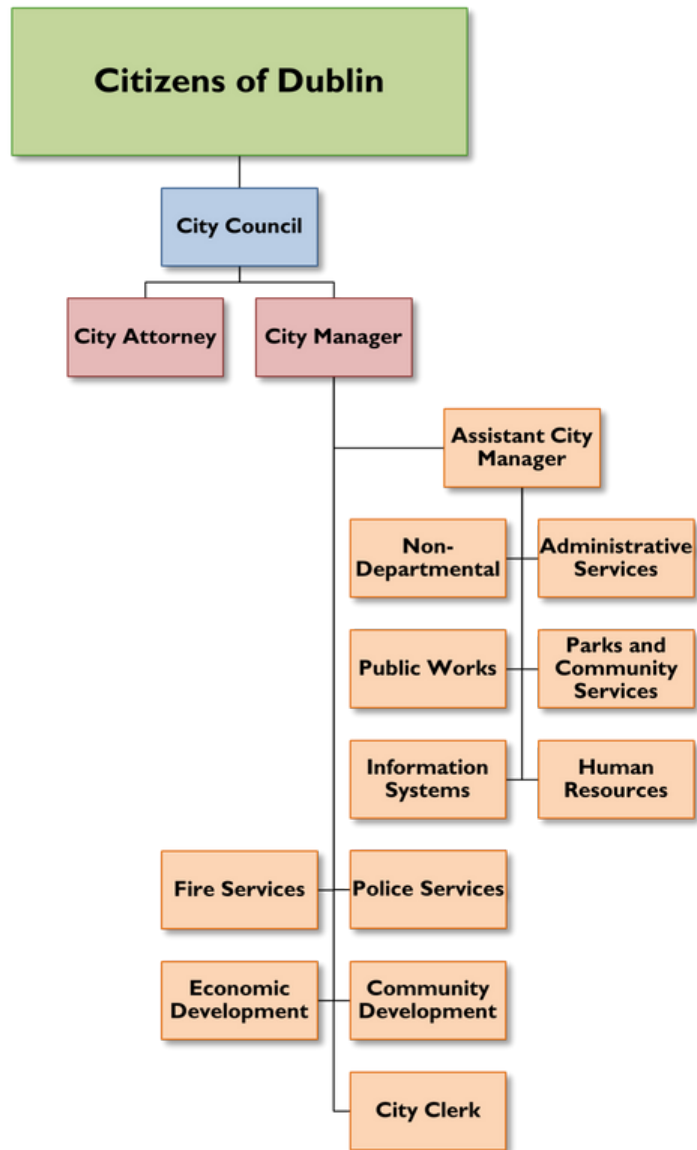 Citizens of Dublin
City Council
City Attorney
City Manager
Assistant City
Manager
Non-
Departmental
Administrative
Services
Public Works
Parks and
Community
Services
Information
Systems
Human
Resources
Fire Services
Police Services
Economic
Development
Community
Development
City Clerk